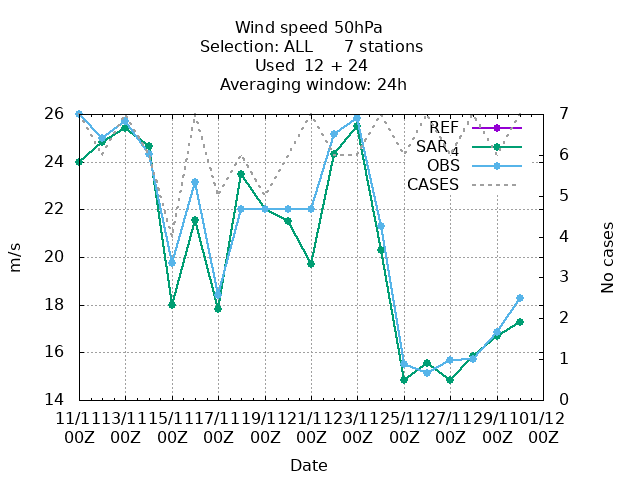 Wind speed 50hPa
Selection: ALL 7 stations
Used 12 + 24
Averaging window: 24h
26 24 22 20 18 16 14
m/s
REF
SAR_4
OBS
CASES
7 6 5 4 3 2 1 0
No cases
11/11 13/11 15/11 17/11 19/11 21/11 23/11 25/11 27/11 29/11 01/12
00Z 00Z 00Z 00Z 00Z 00Z 00Z 00Z 00Z 00Z 00Z
Date